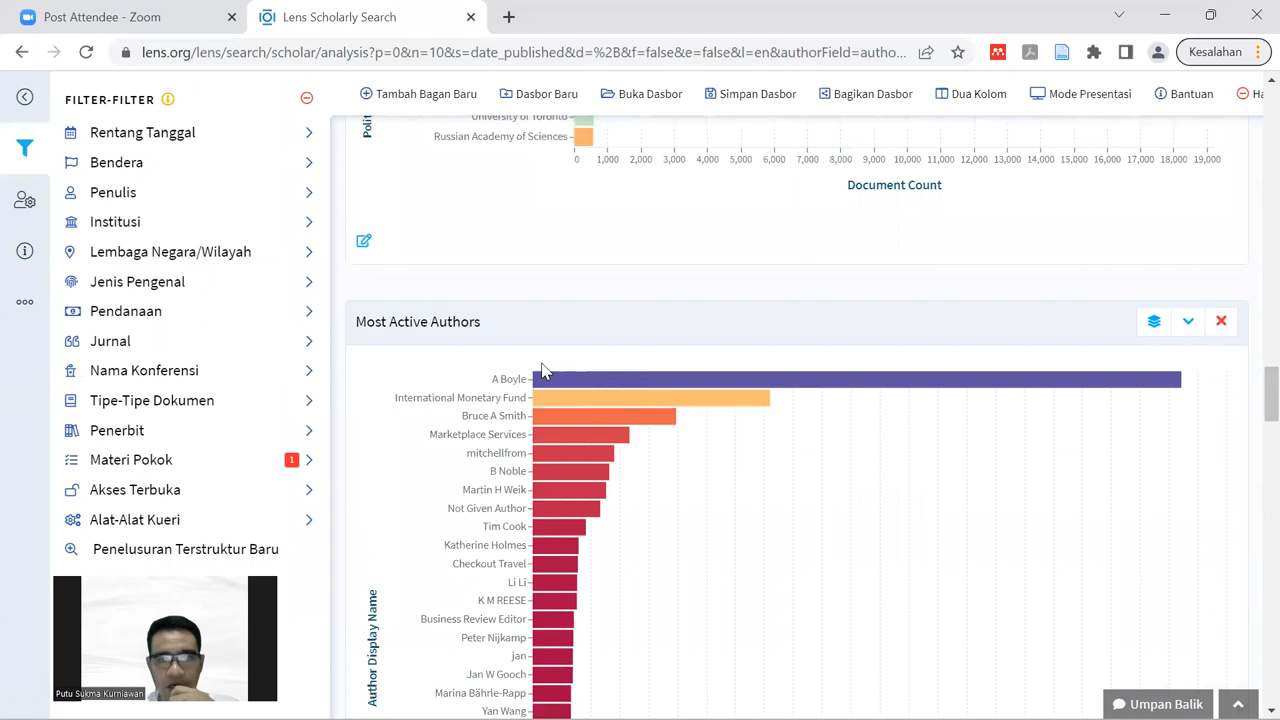 Post Attendee - Zoom
Lens Scholarly Search
lens.org/lens/search/scholar/analysis?p=0&n=10&s=date_published&d=%2B&f=false&e=false&l=en&authorField=autho...
Kesalahan
FILTER-FILTER
Tambah Bagan Baru
Dasbor Baru
Buka Dasbor
Simpan Dasbor
Bagikan Dasbor
Dua Kolom
Mode Presentasi
Bantuan
Ha
Rentang Tanggal
Bendera
Penulis
Institusi
Lembaga Negara/Wilayah
Jenis Pengenal
Pendanaan
Jurnal
Nama Konferensi
Tipe-Tipe Dokumen
Penerbit
Materi Pokok 1
Akses Terbuka
Alat-Alat Kueri
Penelusuran Terstruktur Baru
Putu Sukma Kurniawan
Polit
University of Toronto
Russian Academy of Sciences
0 1,000 2,000 3,000 4,000 5,000 6,000 7,000 8,000 9,000 10,000 11,000 12,000 13,000 14,000 15,000 16,000 17,000 18,000 19,000
Document Count
Most Active Authors
A Boyle
International Monetary Fund
Bruce A Smith
Marketplace Services
mitchellfrom
B Noble
Martin H Weik
Not Given Author
Tim Cook
Katherine Holmes
Checkout Travel
Li Li
K M REESE
Business Review Editor
Peter Nijkamp
jan
Jan W Gooch
Marina Bährle-Rapp
Yan Wang
Author Display Name
Umpan Balik